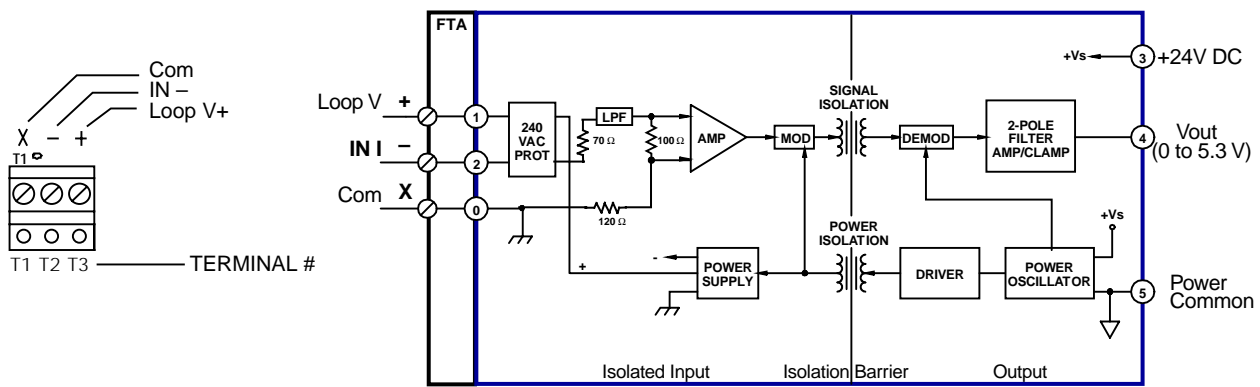 Com
IN –
Loop V+
X – +
T1
T1 T2 T3
TERMINAL #
FTA
Loop V +
IN I –
Com X
1
2
0
240
VAC
PROT
LPF
70 Ω
100 Ω
120 Ω
AMP
MOD
SIGNAL
ISOLATION
DEMOD
2-POLE
FILTER
AMP/CLAMP
+Vs
3
+24V DC
4
Vout
(0 to 5.3 V)
POWER
ISOLATION
+
-
POWER
SUPPLY
DRIVER
POWER
OSCILLATOR
+Vs
5
Power
Common
Isolated Input
Isolation Barrier
Output